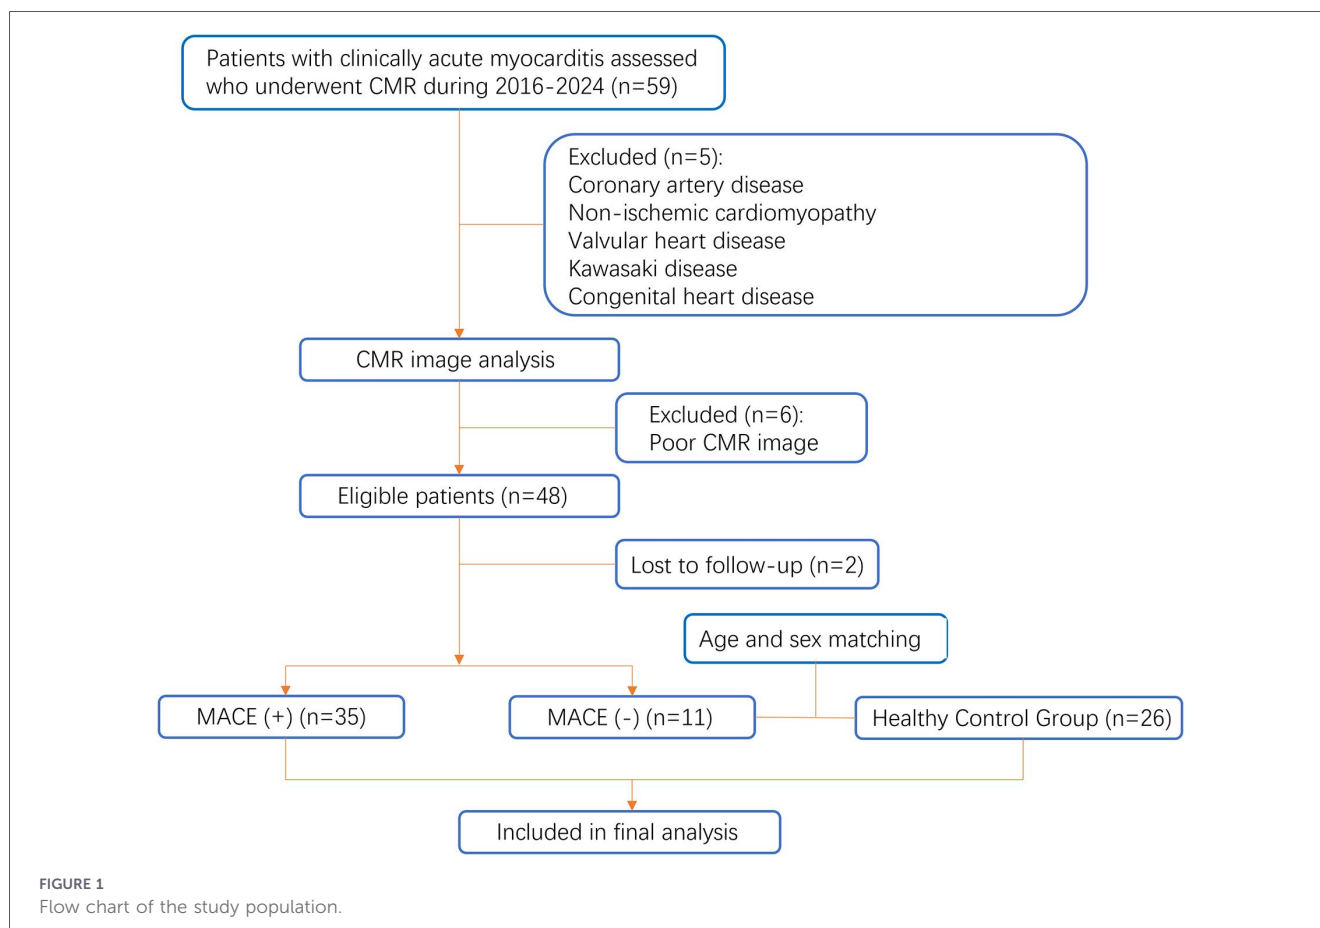 Patients with clinically acute myocarditis assessed
who underwent CMR during 2016-2024 (n=59)
Excluded (n=5):
Coronary artery disease
Non-ischemic cardiomyopathy
Valvular heart disease
Kawasaki disease
Congenital heart disease
CMR image analysis
Excluded (n=6):
Poor CMR image
Eligible patients (n=48)
Lost to follow-up (n=2)
Age and sex matching
MACE (+) (n=35)
MACE (-) (n=11)
Healthy Control Group (n=26)
Included in final analysis
FIGURE 1
Flow chart of the study population.